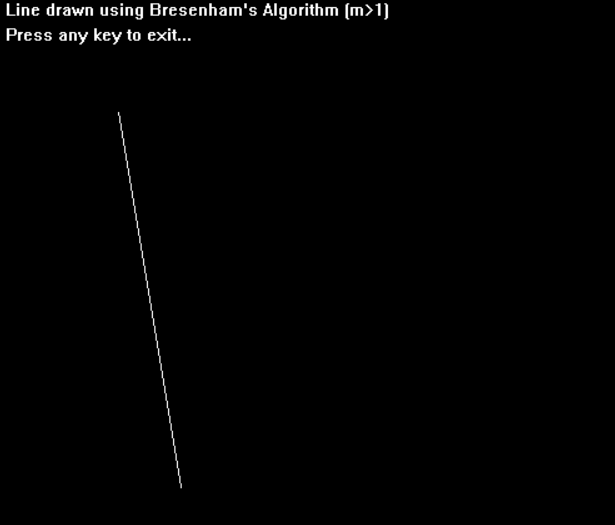 Line drawn using Bresenham's Algorithm (m>1)
Press any key to exit...